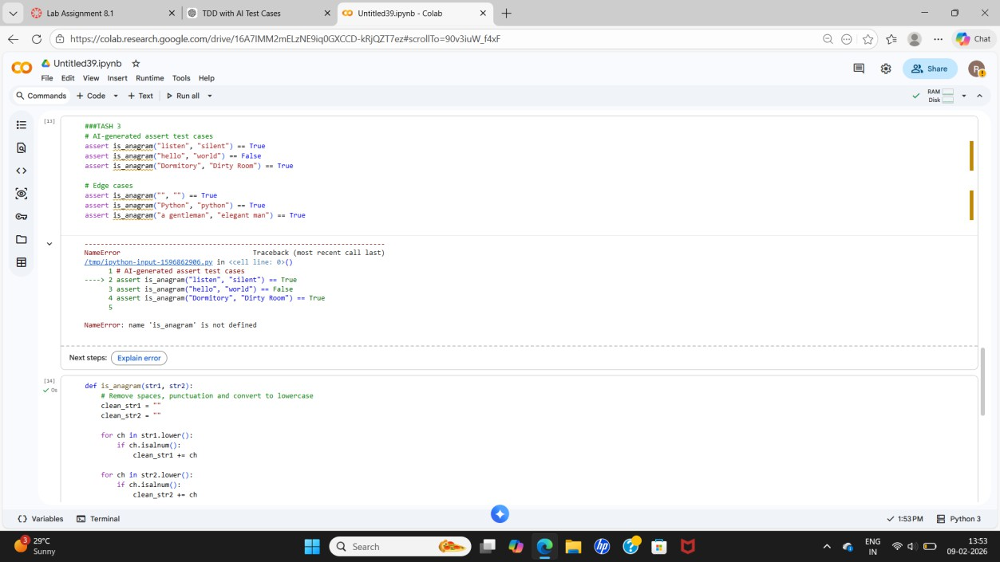 Lab Assignment 8.1
TDD with AI Test Cases
Untitled39.ipynb - Colab
https://colab.research.google.com/drive/16A7IMM2mELzNE9iq0GXCCD-kRjQZT7ez#scrollTo=90v3iuW_f4xF
Chat
Untitled39.ipynb
File Edit View Insert Runtime Tools Help
Share
R
Commands + Code + Text Run all
RAM
Disk
[13]
###TASH 3
# AI-generated assert test cases
assert is_anagram("listen", "silent") == True
assert is_anagram("hello", "world") == False
assert is_anagram("Dormitory", "Dirty Room") == True
# Edge cases
assert is_anagram("", "") == True
assert is_anagram("Python", "python") == True
assert is_anagram("a gentleman", "elegant man") == True
---------------------------------------------------------------------------
NameError Traceback (most recent call last)
/tmp/ipython-input-1596862906.py in <cell line: 0>()
1 # AI-generated assert test cases
----> 2 assert is_anagram("listen", "silent") == True
3 assert is_anagram("hello", "world") == False
4 assert is_anagram("Dormitory", "Dirty Room") == True
5
NameError: name 'is_anagram' is not defined
Next steps: Explain error
[14]
0s
def is_anagram(str1, str2):
# Remove spaces, punctuation and convert to lowercase
clean_str1 = ""
clean_str2 = ""
for ch in str1.lower():
if ch.isalnum():
clean_str1 += ch
for ch in str2.lower():
if ch.isalnum():
clean_str2 += ch
Variables Terminal
1:53 PM Python 3
3
29°C
Sunny
Search
hp
ENG
IN
13:53
09-02-2026